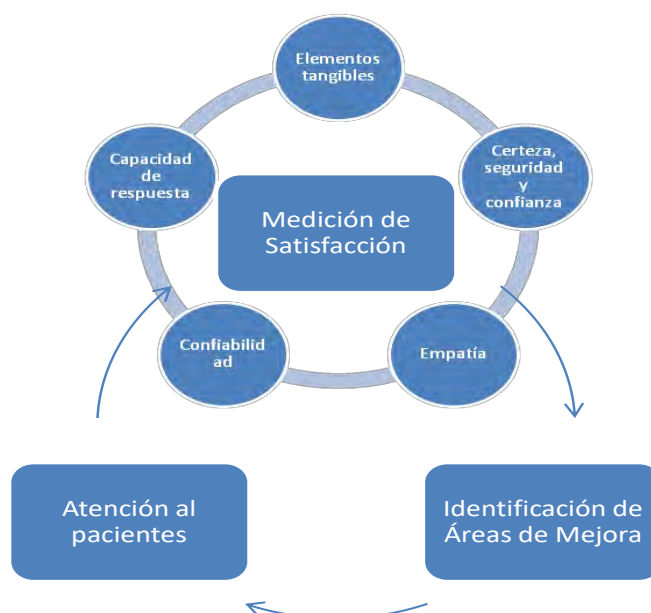 Elementos
tangibles
Capacidad
de
respuesta
Certeza,
seguridad
y
confianza
Medición de
Satisfacción
Confiabilid
ad
Empatía
Atención al
pacientes
Identificación de
Áreas de Mejora